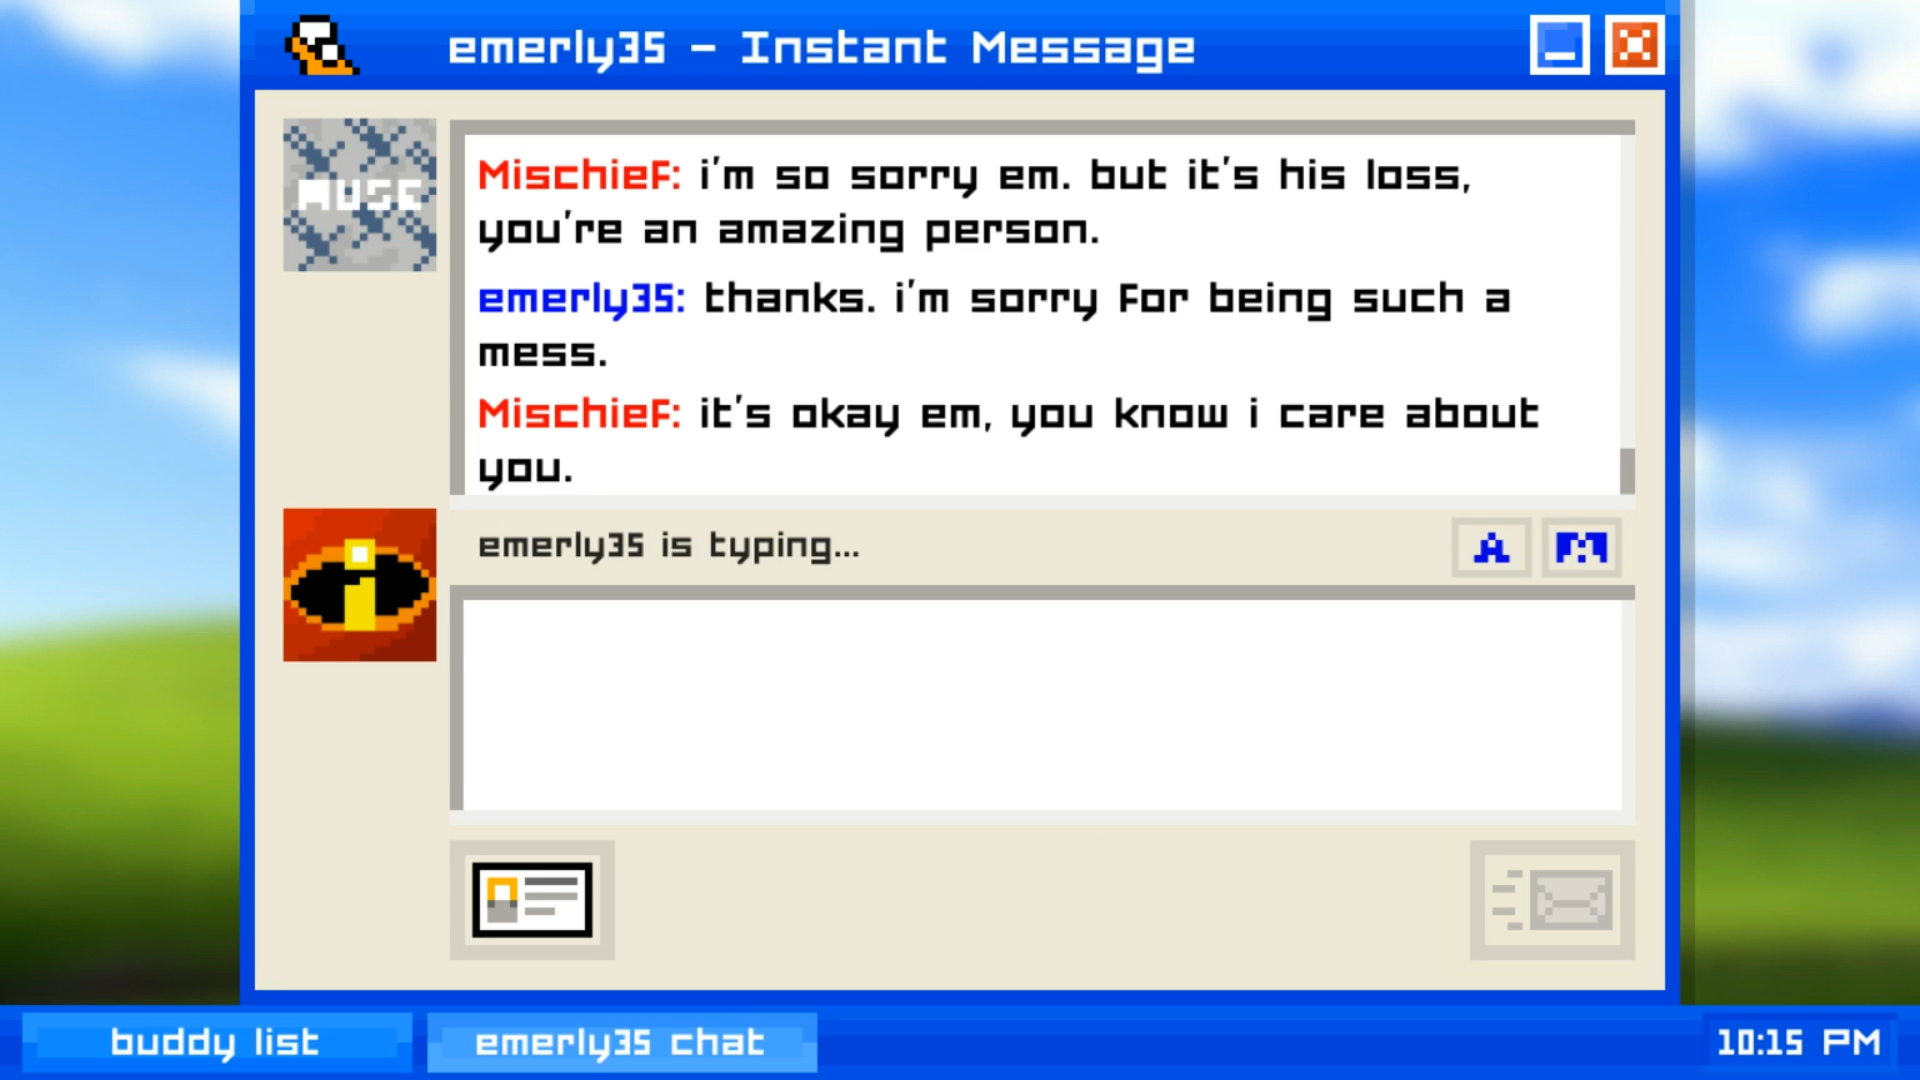 emerly35 - Instant Message
MUSE
Mischief: i'm so sorry em. but it's his loss,
you're an amazing person.
emerly35: thanks. i'm sorry for being such a
mess.
Mischief: it's okay em, you know i care about
you.
i
emerly35 is typing...
A
buddy list
emerly35 chat
10:15 PM